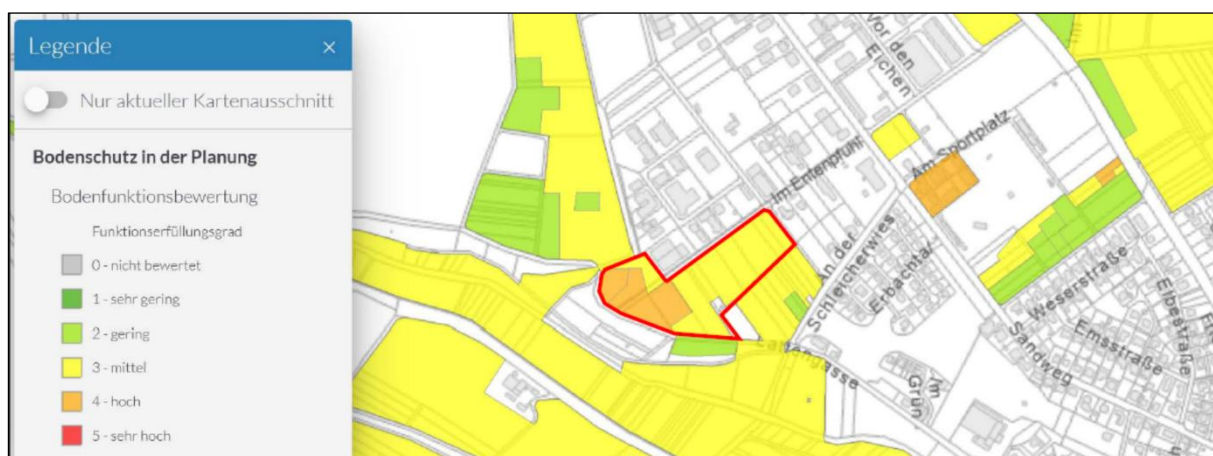 Legende ×
Nur aktueller Kartenausschnitt
Bodenschutz in der Planung
Bodenfunktionsbewertung
Funktionserfüllungsgrad
0 - nicht bewertet
1 - sehr gering
2 - gering
3 - mittel
4 - hoch
5 - sehr hoch
Vor den
Eichen
Am Sportplatz
Im Entenpfuhl
An der
Schleicherwies
Erbachtal
Weserstraße
Elbestraße
Emsstraße
Sandweg
Lattengasse
Im
Grün